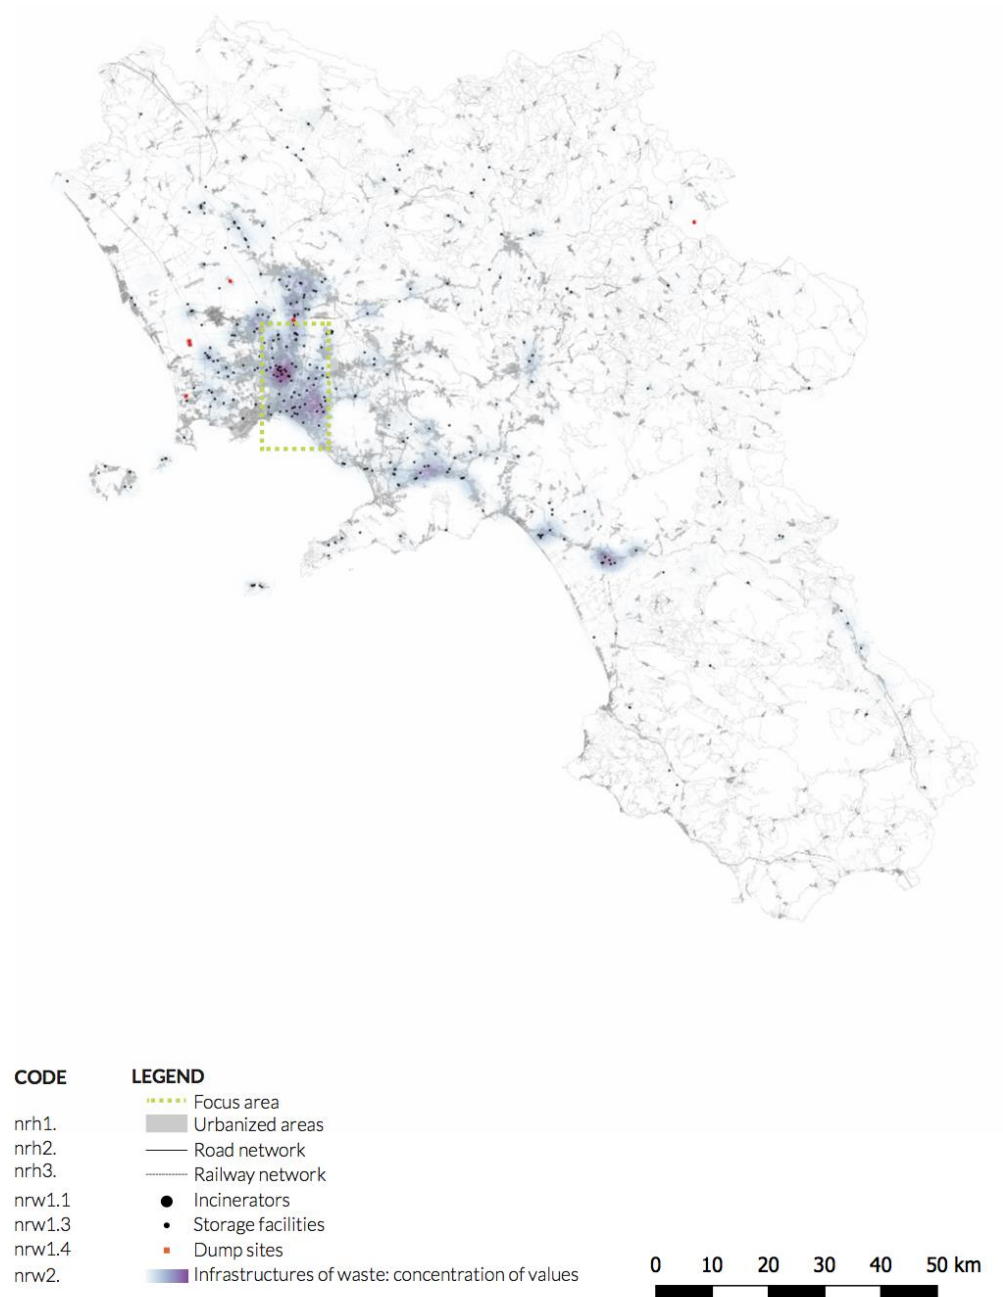 CODE LEGEND
Focus area
nrh1. Urbanized areas
nrh2. Road network
nrh3. Railway network
nrw1.1 Incinerators
nrw1.3 Storage facilities
nrw1.4 Dump sites
nrw2. Infrastructures of waste: concentration of values
0 10 20 30 40 50 km